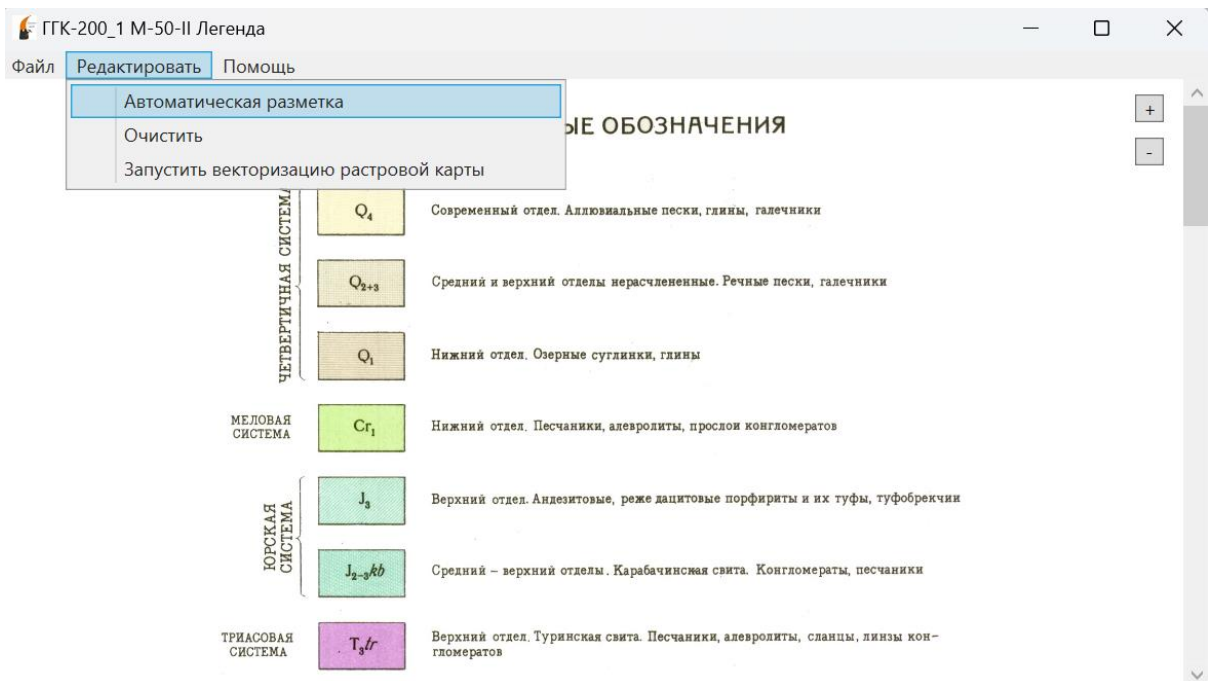 ГГК-200_1 М-50-II Легенда
Файл Редактировать Помощь
Автоматическая разметка
Очистить
Запустить векторизацию растровой карты
ОБОЗНАЧЕНИЯ
+
-
ЧЕТВЕРТИЧНАЯ СИСТЕМА
Q₄ Современный отдел. Аллювиальные пески, глины, галечники
Q₂₊₃ Средний и верхний отделы нерасчлененные. Речные пески, галечники
Q₁ Нижний отдел. Озерные суглинки, глины
МЕЛОВАЯ
СИСТЕМА
Cr₁ Нижний отдел. Песчаники, алевролиты, прослои конгломератов
ЮРСКАЯ
СИСТЕМА
J₃ Верхний отдел. Андезитовые, реже дацитовые порфириты и их туфы, туфобрекчии
J₂₋₃kb Средний – верхний отделы. Карабачинская свита. Конгломераты, песчаники
ТРИАСОВАЯ
СИСТЕМА
T₃tr Верхний отдел. Туринская свита. Песчаники, алевролиты, сланцы, линзы кон-
гломератов